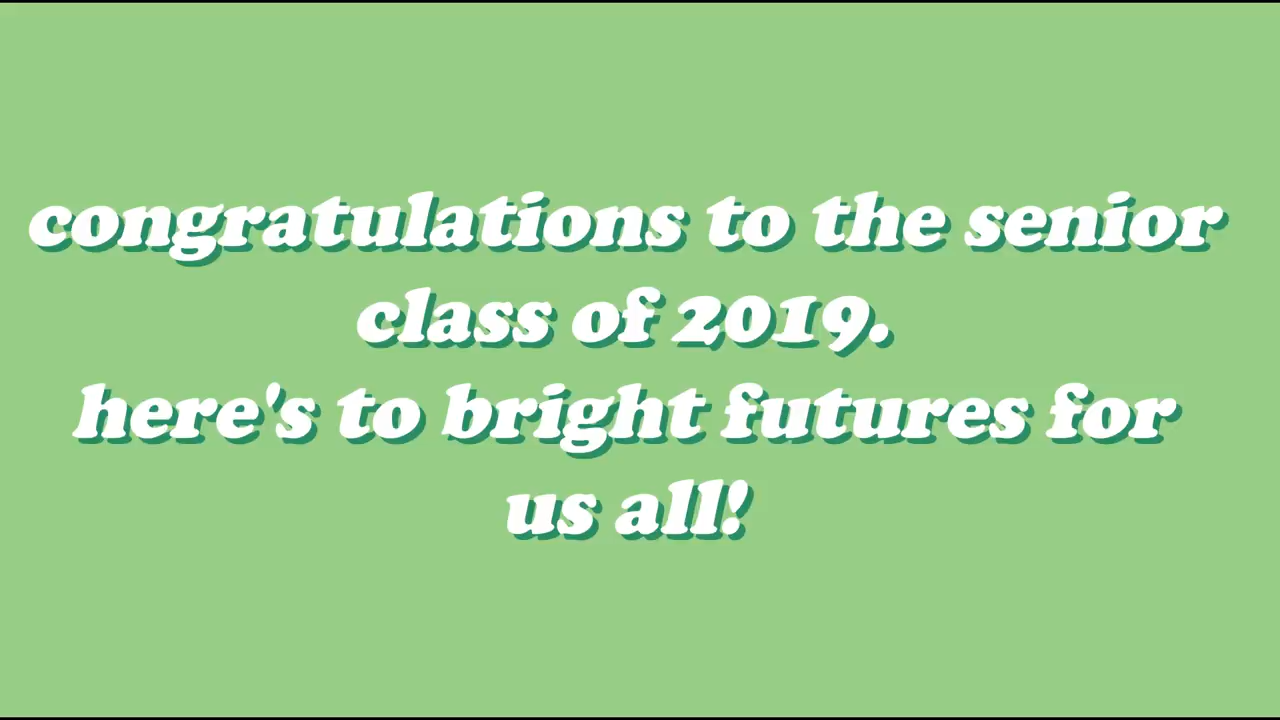 congratulations to the senior
class of 2019.
here's to bright futures for
us all!